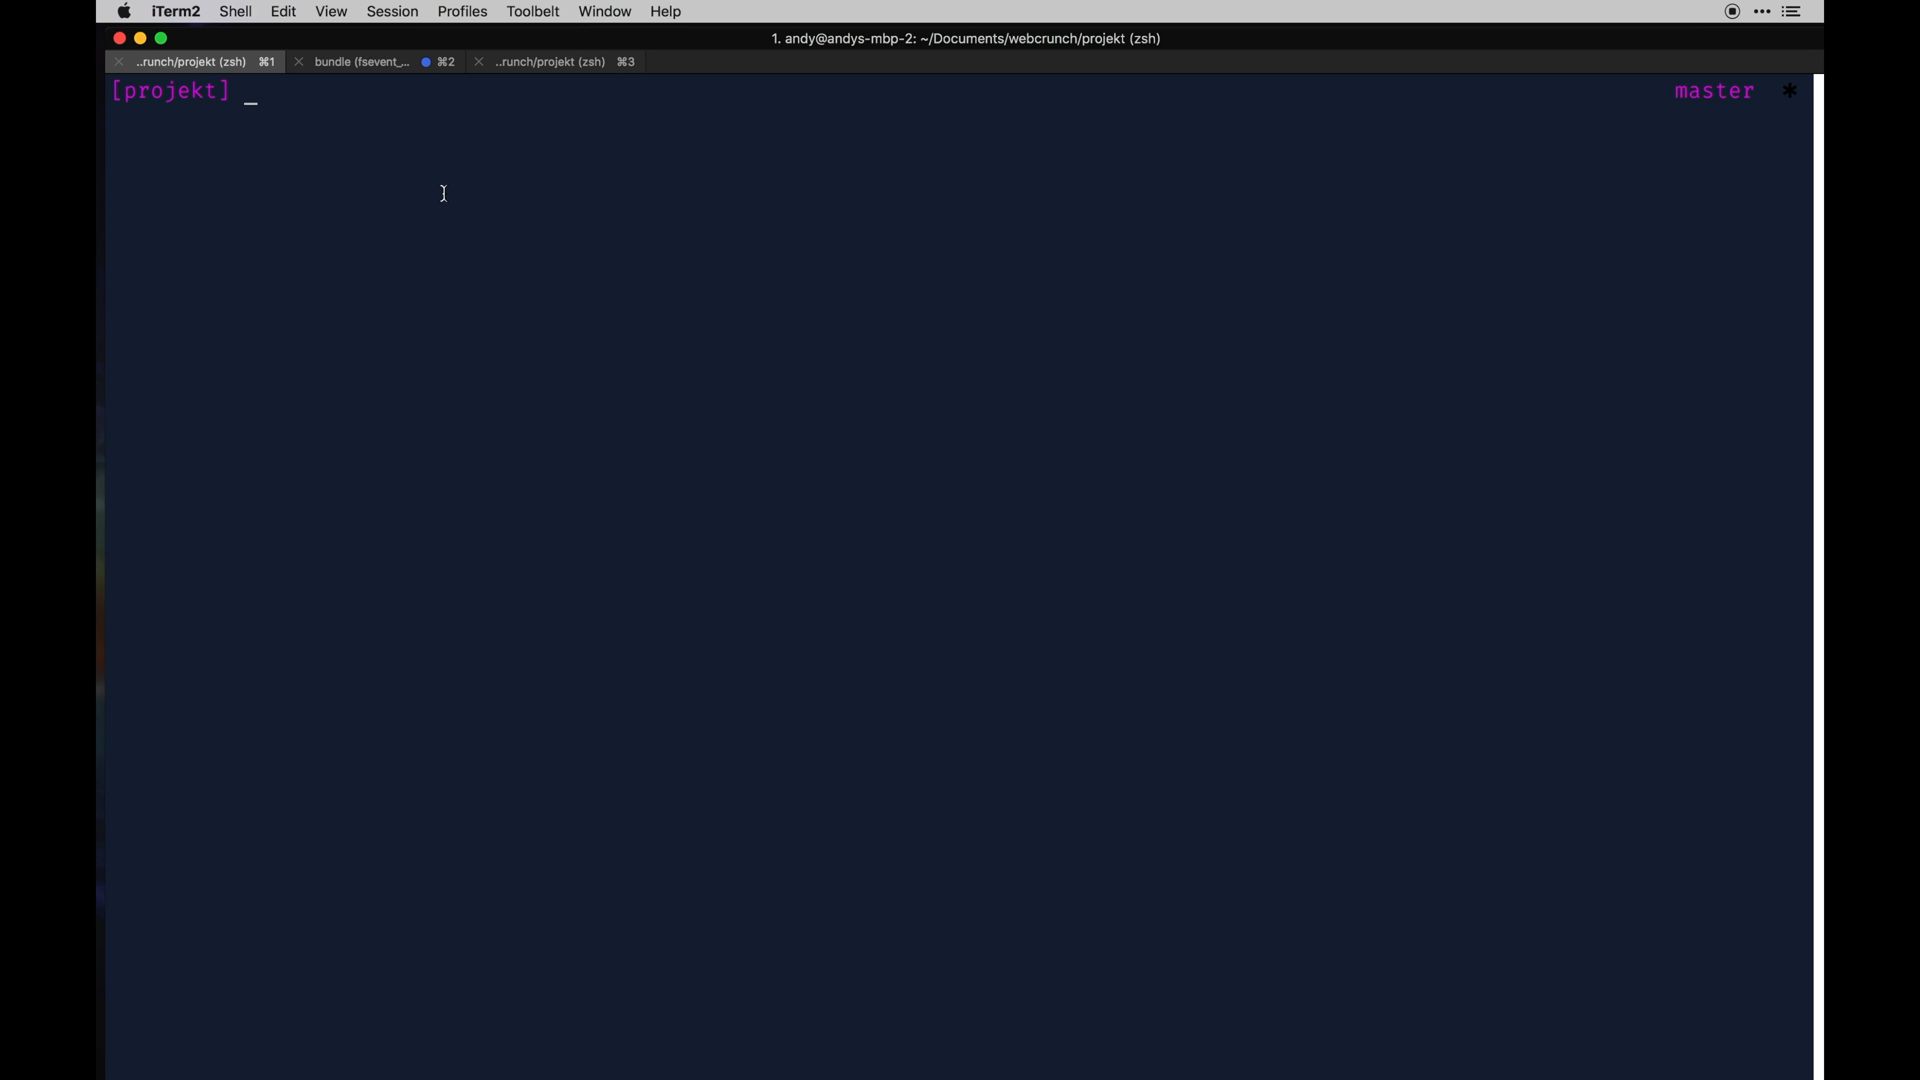 iTerm2 Shell Edit View Session Profiles Toolbelt Window Help
1. andy@andys-mbp-2: ~/Documents/webcrunch/projekt (zsh)
..runch/projekt (zsh) ⌘1 bundle (fsevent_... ⌘2 ..runch/projekt (zsh) ⌘3
[projekt] _ master *